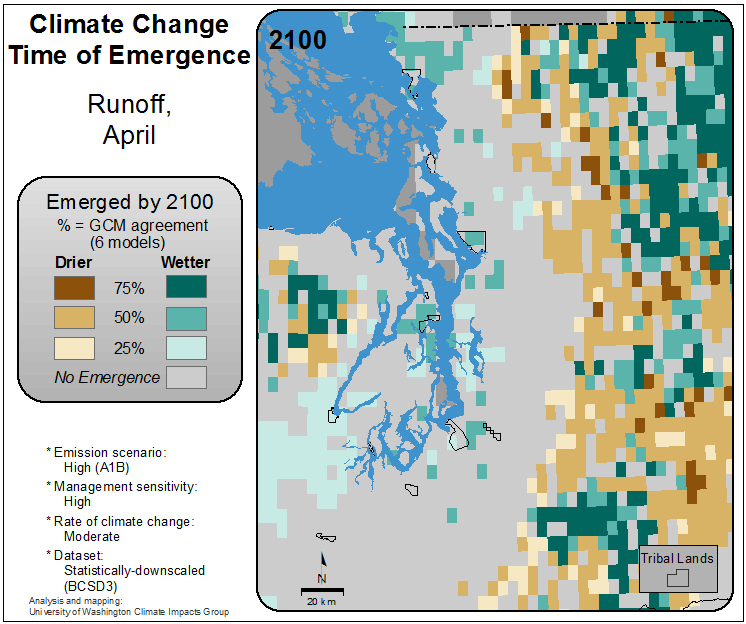 Climate Change
Time of Emergence
Runoff,
April
Emerged by 2100
% = GCM agreement
(6 models)
Drier Wetter
75%
50%
25%
No Emergence
* Emission scenario:
High (A1B)
* Management sensitivity:
High
* Rate of climate change:
Moderate
* Dataset:
Statistically-downscaled
(BCSD3)
Analysis and mapping:
University of Washington Climate Impacts Group
2100
N
20 km
Tribal Lands